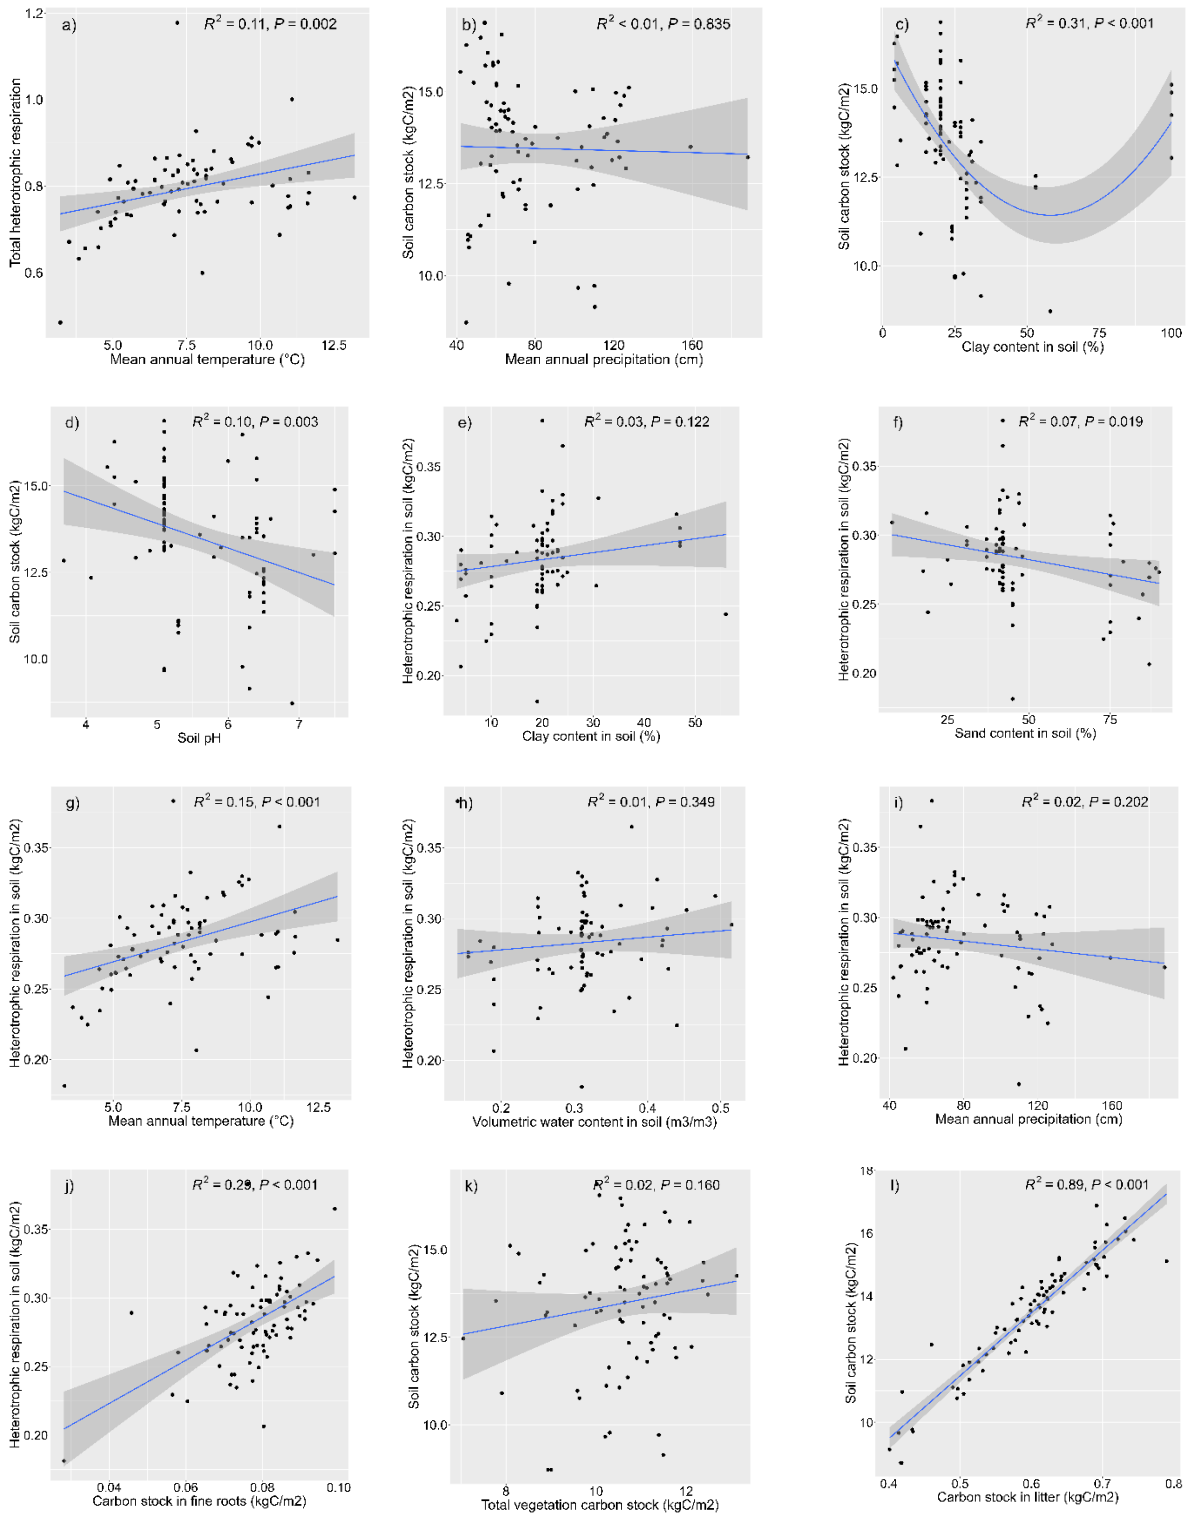 a) R² = 0.11, P = 0.002
Total heterotrophic respiration
1.2
1.0
0.8
0.6
5.0 7.5 10.0 12.5
Mean annual temperature (°C)
b) R² < 0.01, P = 0.835
Soil carbon stock (kgC/m2)
15.0
12.5
10.0
40 80 120 160
Mean annual precipitation (cm)
c) R² = 0.31, P < 0.001
Soil carbon stock (kgC/m2)
15.0
12.5
10.0
0 25 50 75 100
Clay content in soil (%)
d) R² = 0.10, P = 0.003
Soil carbon stock (kgC/m2)
15.0
12.5
10.0
4 5 6 7
Soil pH
e) R² = 0.03, P = 0.122
Heterotrophic respiration in soil (kgC/m2)
0.35
0.30
0.25
0.20
10 20 30 40 50
Clay content in soil (%)
f) R² = 0.07, P = 0.019
Heterotrophic respiration in soil (kgC/m2)
0.35
0.30
0.25
0.20
25 50 75
Sand content in soil (%)
g) R² = 0.15, P < 0.001
Heterotrophic respiration in soil (kgC/m2)
0.35
0.30
0.25
0.20
5.0 7.5 10.0 12.5
Mean annual temperature (°C)
h) R² = 0.01, P = 0.349
Heterotrophic respiration in soil (kgC/m2)
0.35
0.30
0.25
0.20
0.2 0.3 0.4 0.5
Volumetric water content in soil (m3/m3)
i) R² = 0.02, P = 0.202
Heterotrophic respiration in soil (kgC/m2)
0.35
0.30
0.25
0.20
40 80 120 160
Mean annual precipitation (cm)
j) R² = 0.29, P < 0.001
Heterotrophic respiration in soil (kgC/m2)
0.35
0.30
0.25
0.20
0.04 0.06 0.08 0.10
Carbon stock in fine roots (kgC/m2)
k) R² = 0.02, P = 0.160
Soil carbon stock (kgC/m2)
15.0
12.5
10.0
8 10 12
Total vegetation carbon stock (kgC/m2)
l) R² = 0.89, P < 0.001
Soil carbon stock (kgC/m2)
18
16
14
12
10
0.4 0.5 0.6 0.7 0.8
Carbon stock in litter (kgC/m2)